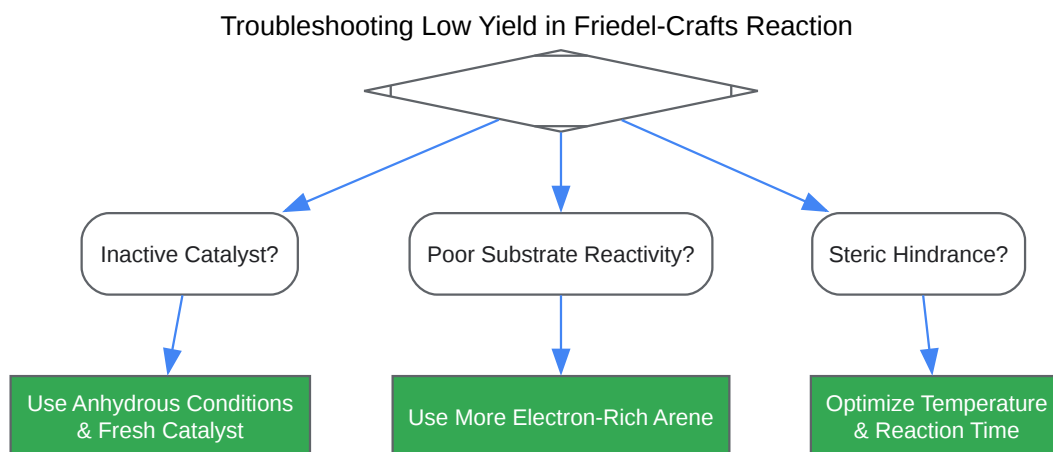 Troubleshooting Low Yield in Friedel-Crafts Reaction
Inactive Catalyst?
Poor Substrate Reactivity?
Steric Hindrance?
Use Anhydrous Conditions
& Fresh Catalyst
Use More Electron-Rich Arene
Optimize Temperature
& Reaction Time